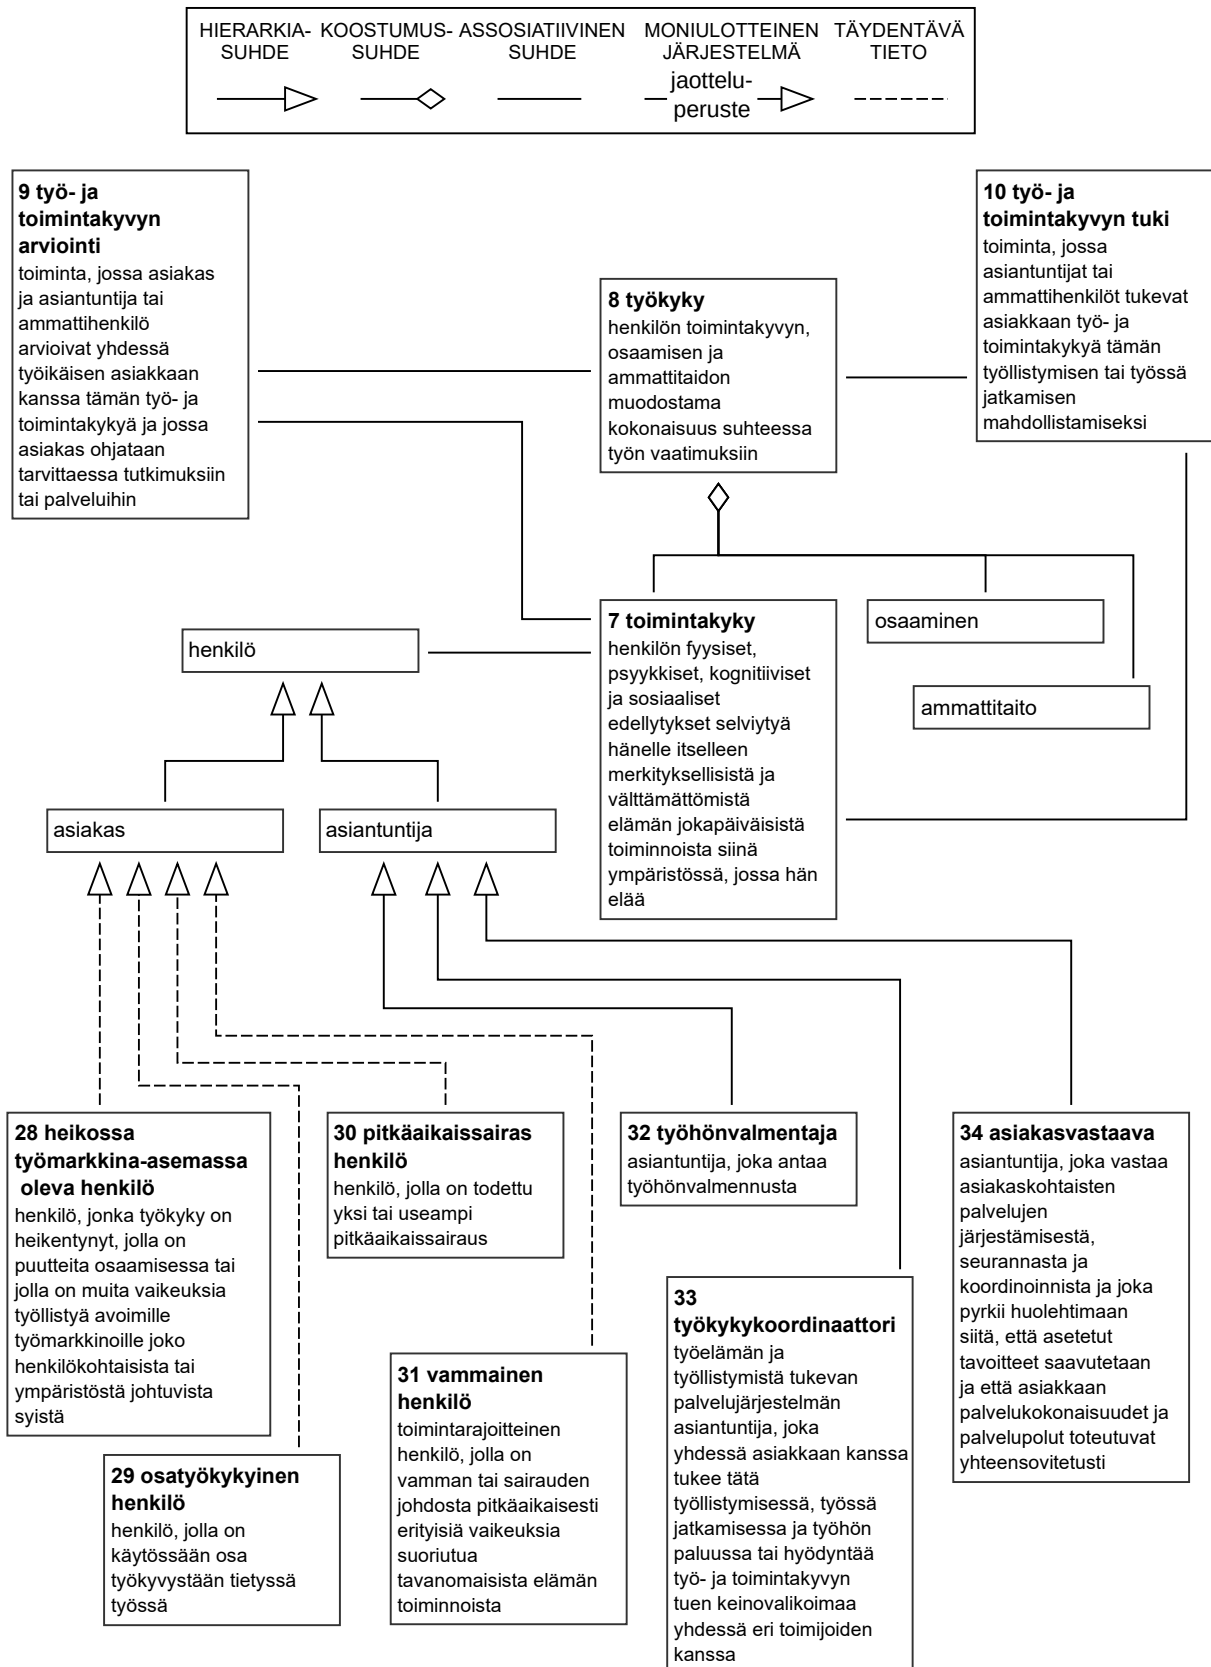 HIERARKIA-
SUHDE
KOOSTUMUS-
SUHDE
ASSOSIATIIVINEN
SUHDE
MONIULOTTEINEN
JÄRJESTELMÄ
TÄYDENTÄVÄ
TIETO
jaottelu-
peruste
9 työ- ja
toimintakyvyn
arviointi
toiminta, jossa asiakas
ja asiantuntija tai
ammattihenkilö
arvioivat yhdessä
työikäisen asiakkaan
kanssa tämän työ- ja
toimintakykyä ja jossa
asiakas ohjataan
tarvittaessa tutkimuksiin
tai palveluihin
8 työkyky
henkilön toimintakyvyn,
osaamisen ja
ammattitaidon
muodostama
kokonaisuus suhteessa
työn vaatimuksiin
10 työ- ja
toimintakyvyn tuki
toiminta, jossa
asiantuntijat tai
ammattihenkilöt tukevat
asiakkaan työ- ja
toimintakykyä tämän
työllistymisen tai työssä
jatkamisen
mahdollistamiseksi
henkilö
7 toimintakyky
henkilön fyysiset,
psyykkiset, kognitiiviset
ja sosiaaliset
edellytykset selviytyä
hänelle itselleen
merkityksellisistä ja
välttämättömistä
elämän jokapäiväisistä
toiminnoista siinä
ympäristössä, jossa hän
elää
osaaminen
ammattitaito
asiakas
asiantuntija
28 heikossa
työmarkkina-asemassa
oleva henkilö
henkilö, jonka työkyky on
heikentynyt, jolla on
puutteita osaamisessa tai
jolla on muita vaikeuksia
työllistyä avoimille
työmarkkinoille joko
henkilökohtaisista tai
ympäristöstä johtuvista
syistä
30 pitkäaikaissairas
henkilö
henkilö, jolla on todettu
yksi tai useampi
pitkäaikaissairaus
32 työhönvalmentaja
asiantuntija, joka antaa
työhönvalmennusta
34 asiakasvastaava
asiantuntija, joka vastaa
asiakaskohtaisten
palvelujen
järjestämisestä,
seurannasta ja
koordinoinnista ja joka
pyrkii huolehtimaan
siitä, että asetetut
tavoitteet saavutetaan
ja että asiakkaan
palvelukokonaisuudet ja
palvelupolut toteutuvat
yhteensovitetusti
29 osatyökykyinen
henkilö
henkilö, jolla on
käytössään osa
työkyvystään tietyssä
työssä
31 vammainen
henkilö
toimintarajoitteinen
henkilö, jolla on
vamman tai sairauden
johdosta pitkäaikaisesti
erityisiä vaikeuksia
suoriutua
tavanomaisista elämän
toiminnoista
33
työkykykoordinaattori
työelämän ja
työllistymistä tukevan
palvelujärjestelmän
asiantuntija, joka
yhdessä asiakkaan kanssa
tukee tätä
työllistymisessä, työssä
jatkamisessa ja työhön
paluussa tai hyödyntää
työ- ja toimintakyvyn
tuen keinovalikoimaa
yhdessä eri toimijoiden
kanssa